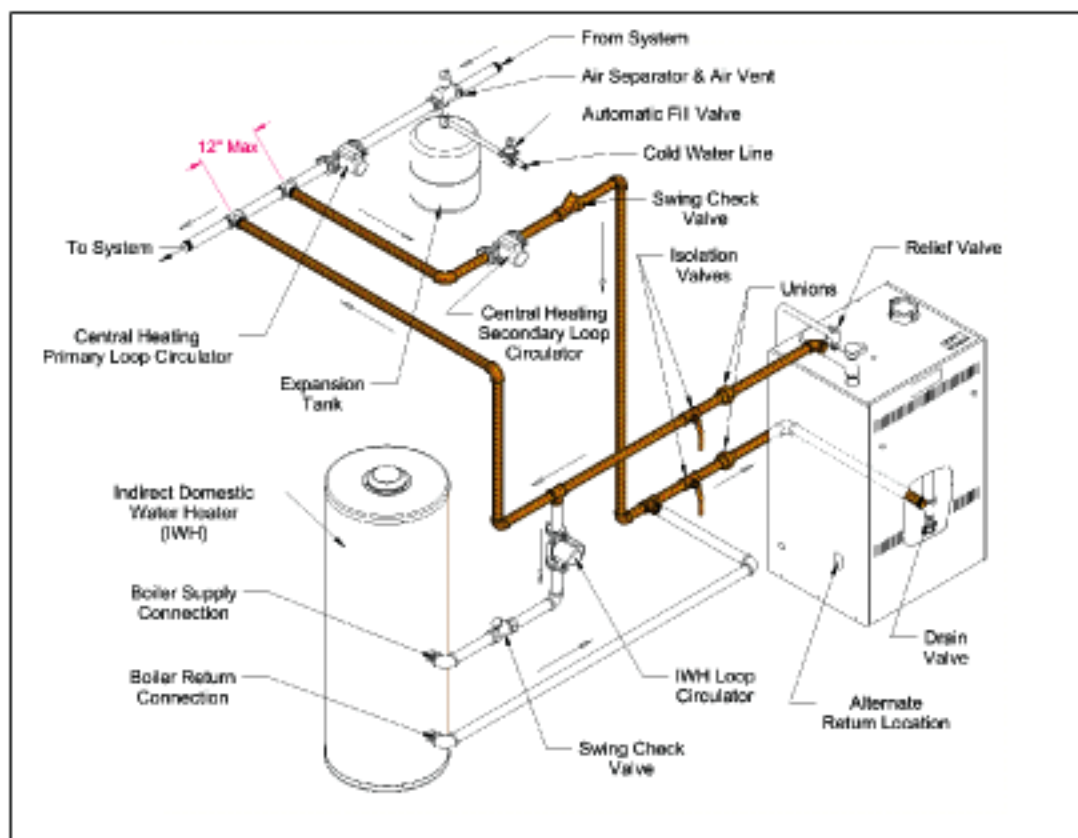 From System
Air Separator & Air Vent
Automatic Fill Valve
12" Max
Cold Water Line
Swing Check
Valve
To System
Isolation
Valves
Relief Valve
Unions
Central Heating
Primary Loop Circulator
Central Heating
Secondary Loop
Circulator
Expansion
Tank
Indirect Domestic
Water Heater
(IWH)
Boiler Supply
Connection
Boiler Return
Connection
IWH Loop
Circulator
Drain
Valve
Alternate
Return Location
Swing Check
Valve